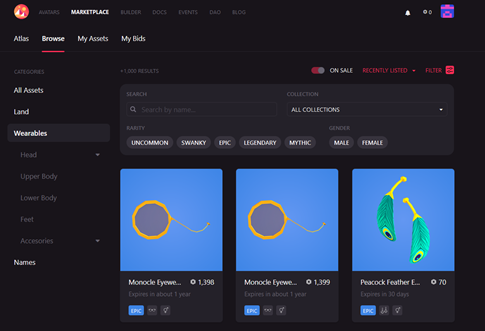 AVATARS MARKETPLACE BUILDER DOCS EVENTS DAO BLOG 0
Atlas Browse My Assets My Bids
CATEGORIES
All Assets
Land
Wearables
Head
Upper Body
Lower Body
Feet
Accesories
Names
+1,000 RESULTS ON SALE RECENTLY LISTED FILTER
SEARCH COLLECTION
Search by name... ALL COLLECTIONS
RARITY GENDER
UNCOMMON SWANKY EPIC LEGENDARY MYTHIC MALE FEMALE
Monocle Eyewe... 1,398
Expires in about 1 year
EPIC
Monocle Eyewe... 1,399
Expires in about 1 year
EPIC
Peacock Feather E... 70
Expires in 30 days
EPIC